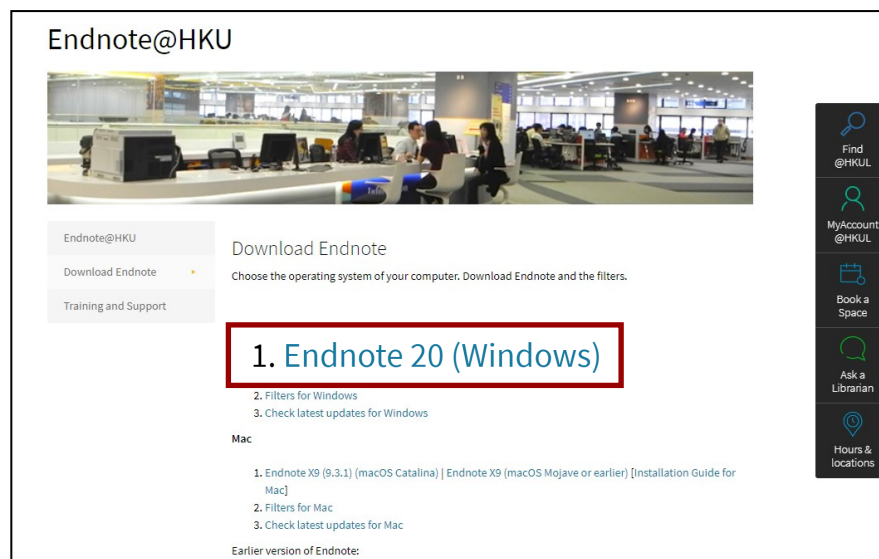 Endnote@HKU
Endnote@HKU
Download Endnote
Training and Support
Download Endnote
Choose the operating system of your computer. Download Endnote and the filters.
1. Endnote 20 (Windows)
2. Filters for Windows
3. Check latest updates for Windows
Mac
1. Endnote X9 (9.3.1) (macOS Catalina) | Endnote X9 (macOS Mojave or earlier) [Installation Guide for
Mac]
2. Filters for Mac
3. Check latest updates for Mac
Earlier version of Endnote:
Find
@HKUL
MyAccount
@HKUL
Book a
Space
Ask a
Librarian
Hours &
locations